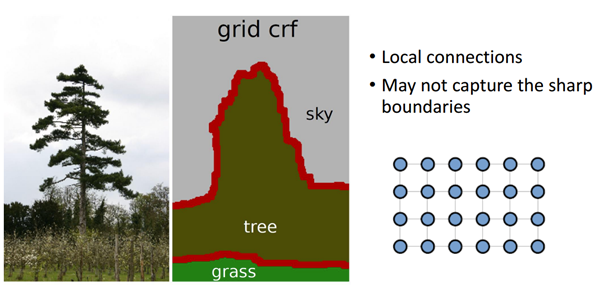 grid crf
sky
tree
grass
• Local connections
• May not capture the sharp
boundaries